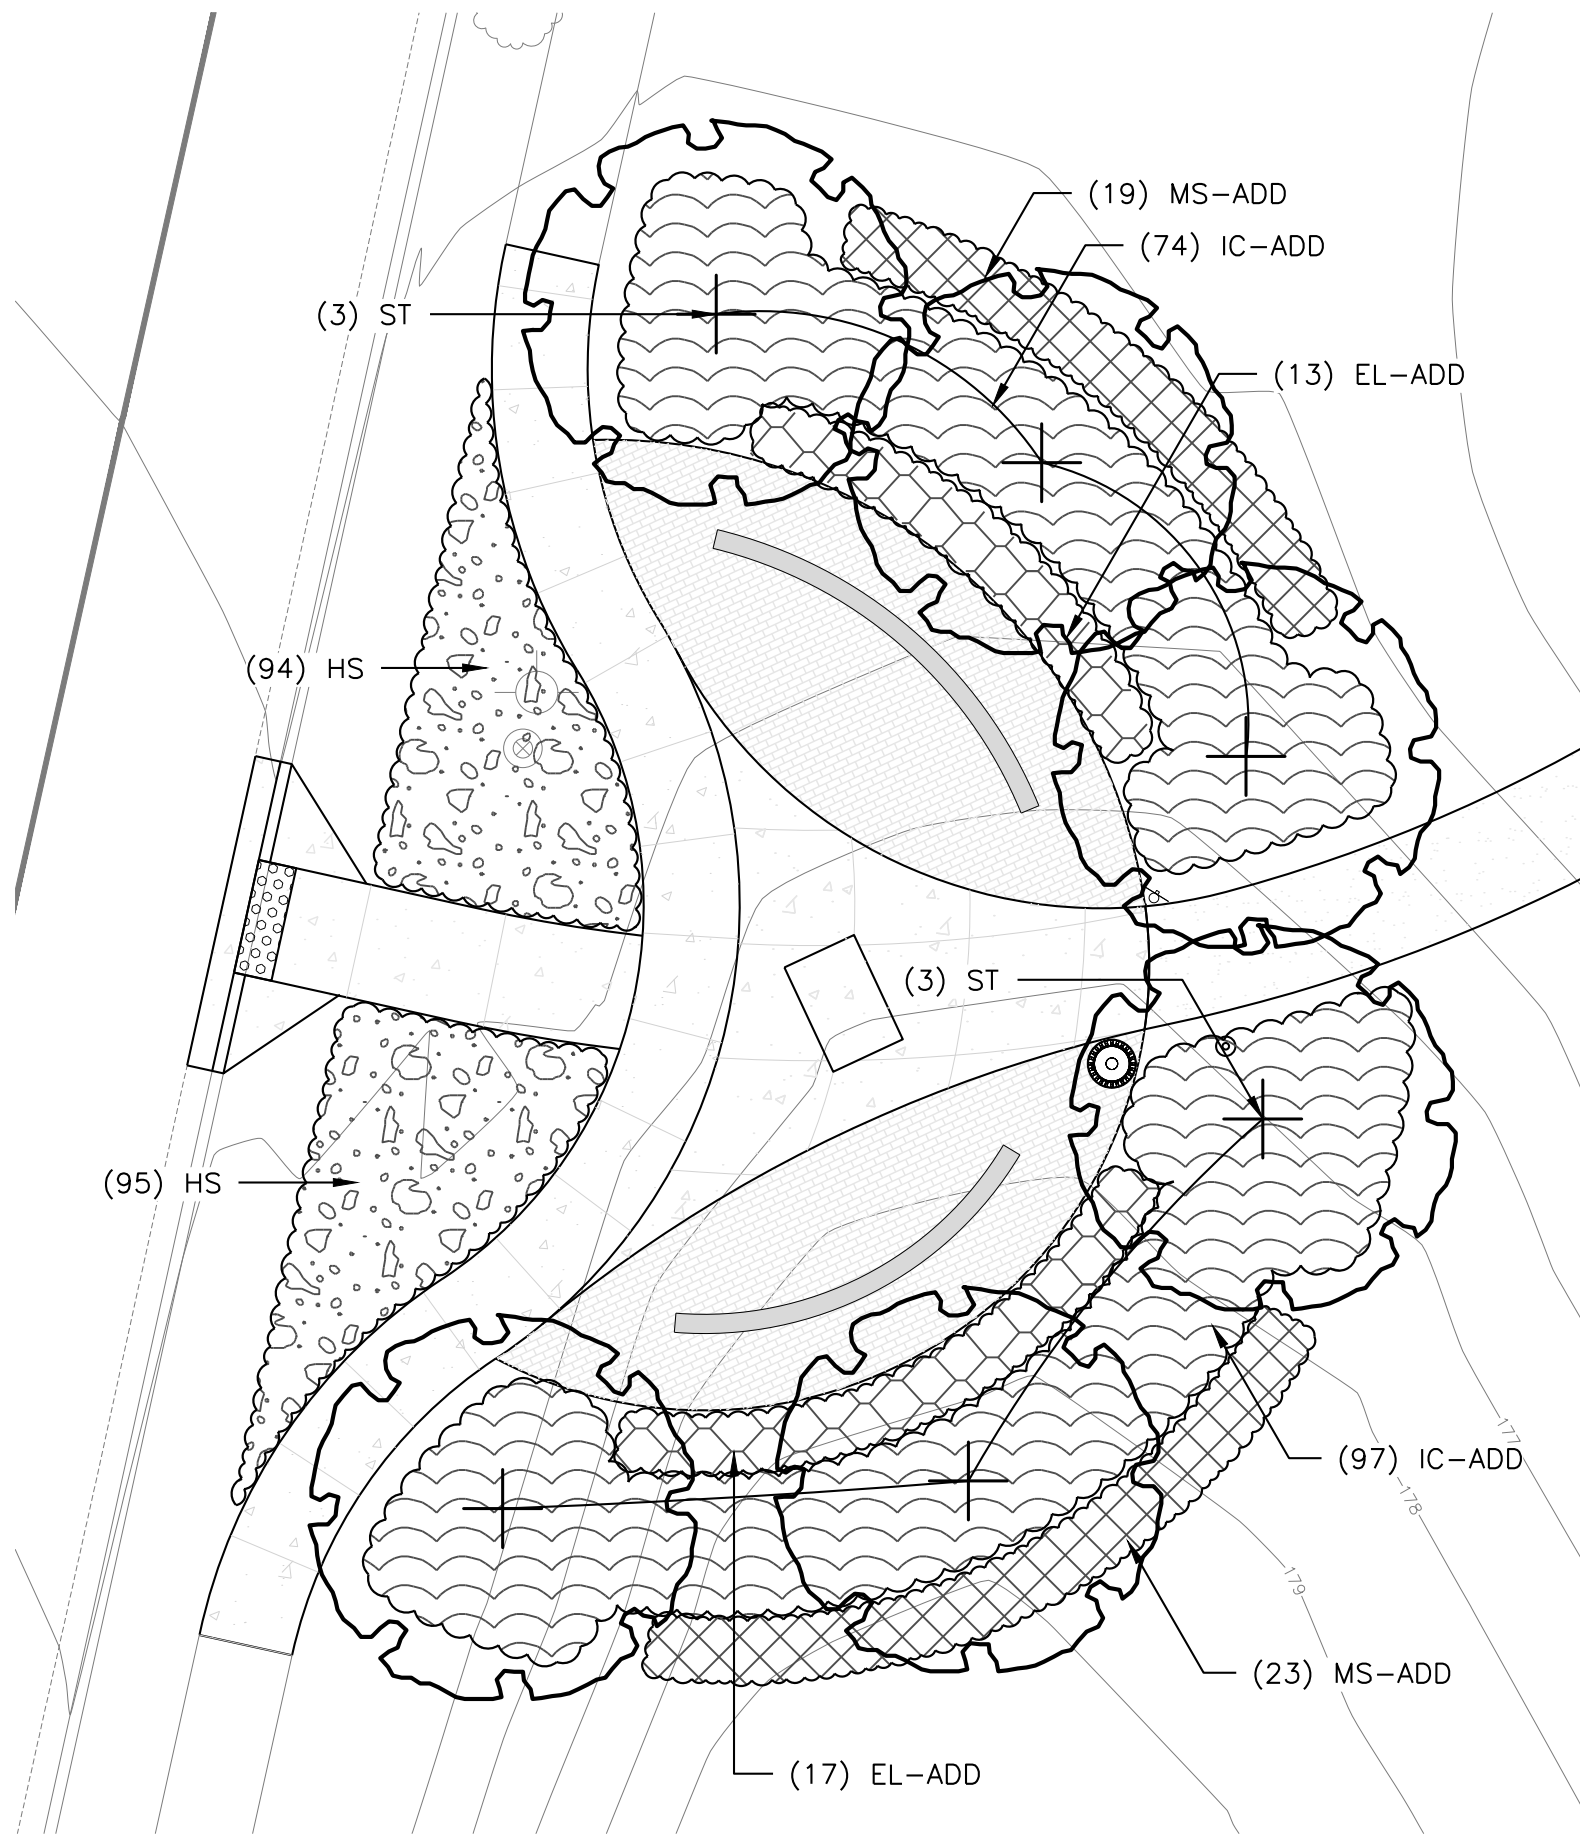 (19) MS-ADD
(74) IC-ADD
(3) ST
(13) EL-ADD
(94) HS
(3) ST
(95) HS
177
(97) IC-ADD
178
179
(23) MS-ADD
(17) EL-ADD